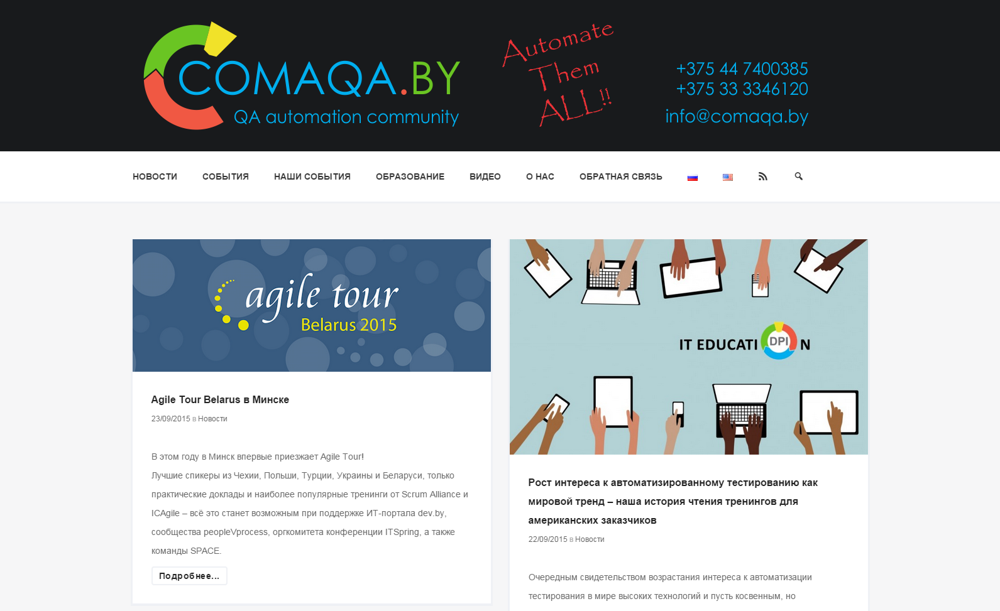 COMAQA.BY
QA automation community
Automate
Them
ALL!!
+375 44 7400385
+375 33 3346120
info@comaqa.by
НОВОСТИ СОБЫТИЯ НАШИ СОБЫТИЯ ОБРАЗОВАНИЕ ВИДЕО О НАС ОБРАТНАЯ СВЯЗЬ
agile tour
Belarus 2015
Agile Tour Belarus в Минске
23/09/2015 в Новости
В этом году в Минск впервые приезжает Agile Tour!
Лучшие спикеры из Чехии, Польши, Турции, Украины и Беларуси, только
практические доклады и наиболее популярные тренинги от Scrum Alliance и
ICAgile – всё это станет возможным при поддержке ИТ-портала dev.by,
сообщества peopleVprocess, оргкомитета конференции ITSpring, а также
команды SPACE.
Подробнее...
IT EDUCATI DPI N
Рост интереса к автоматизированному тестированию как
мировой тренд – наша история чтения тренингов для
американских заказчиков
22/09/2015 в Новости
Очередным свидетельством возрастания интереса к автоматизации
тестирования в мире высоких технологий и пусть косвенным, но